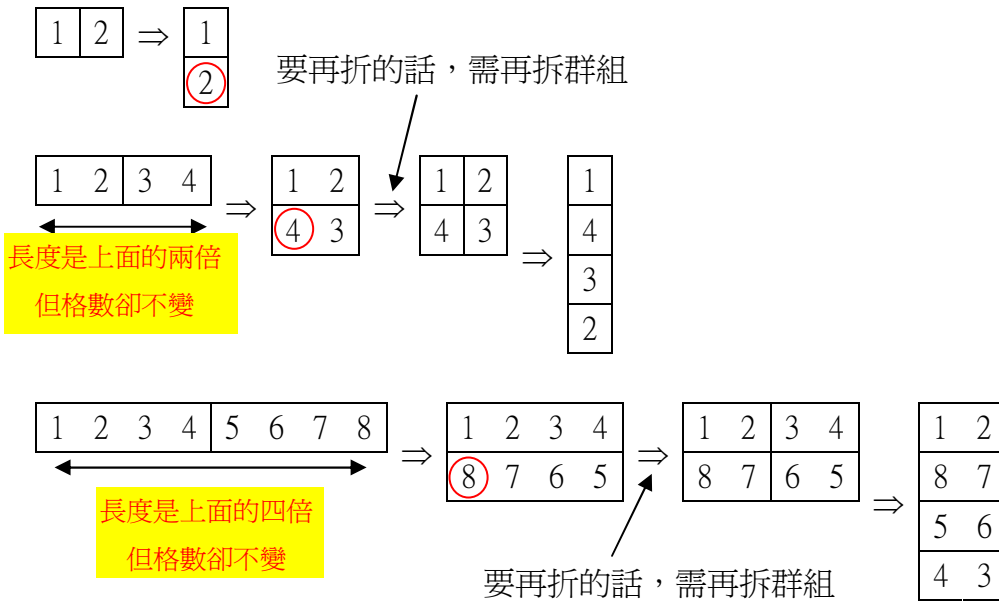 1 2 ⇒ 1
2
要再折的話，需再拆群組
1 2 3 4 ⇒ 1 2 ⇒ 1 2 ⇒ 1
4 3 4 3 4
3
2
長度是上面的兩倍
但格數卻不變
1 2 3 4 5 6 7 8 ⇒ 1 2 3 4 ⇒ 1 2 3 4 ⇒ 1 2
8 7 6 5 8 7 6 5 8 7
5 6
4 3
長度是上面的四倍
但格數卻不變
要再折的話，需再拆群組